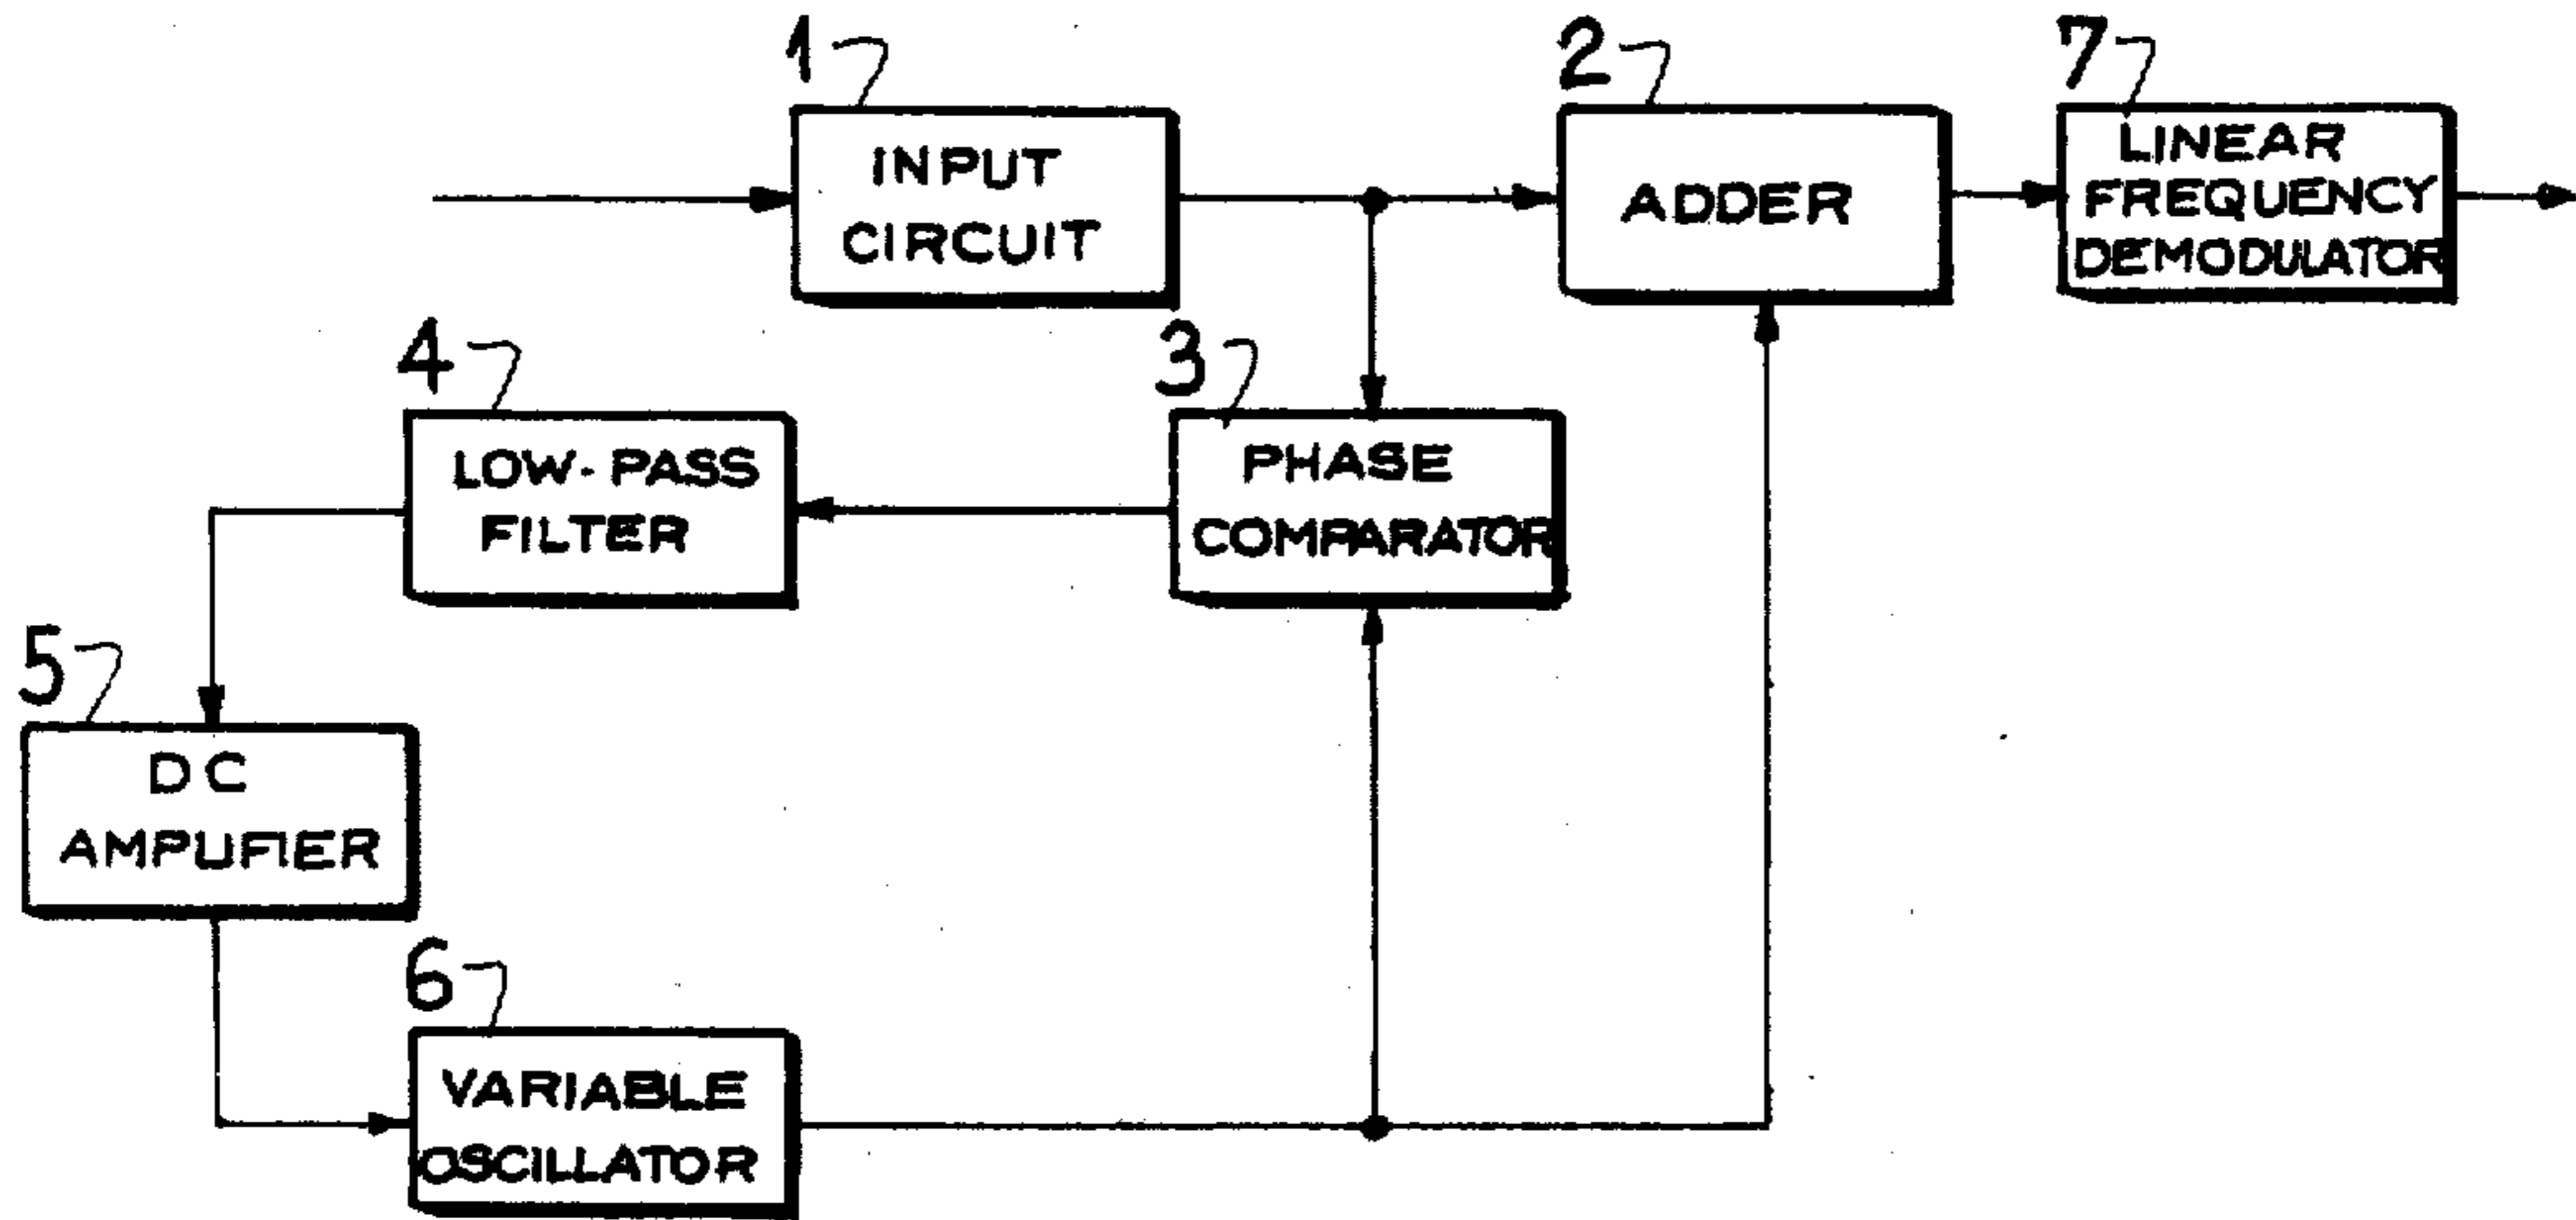 1
INPUT
CIRCUIT
2
ADDER
7
LINEAR
FREQUENCY
DEMODULATOR
4
LOW-PASS
FILTER
3
PHASE
COMPARATOR
5
DC
AMPLIFIER
6
VARIABLE
OSCILLATOR